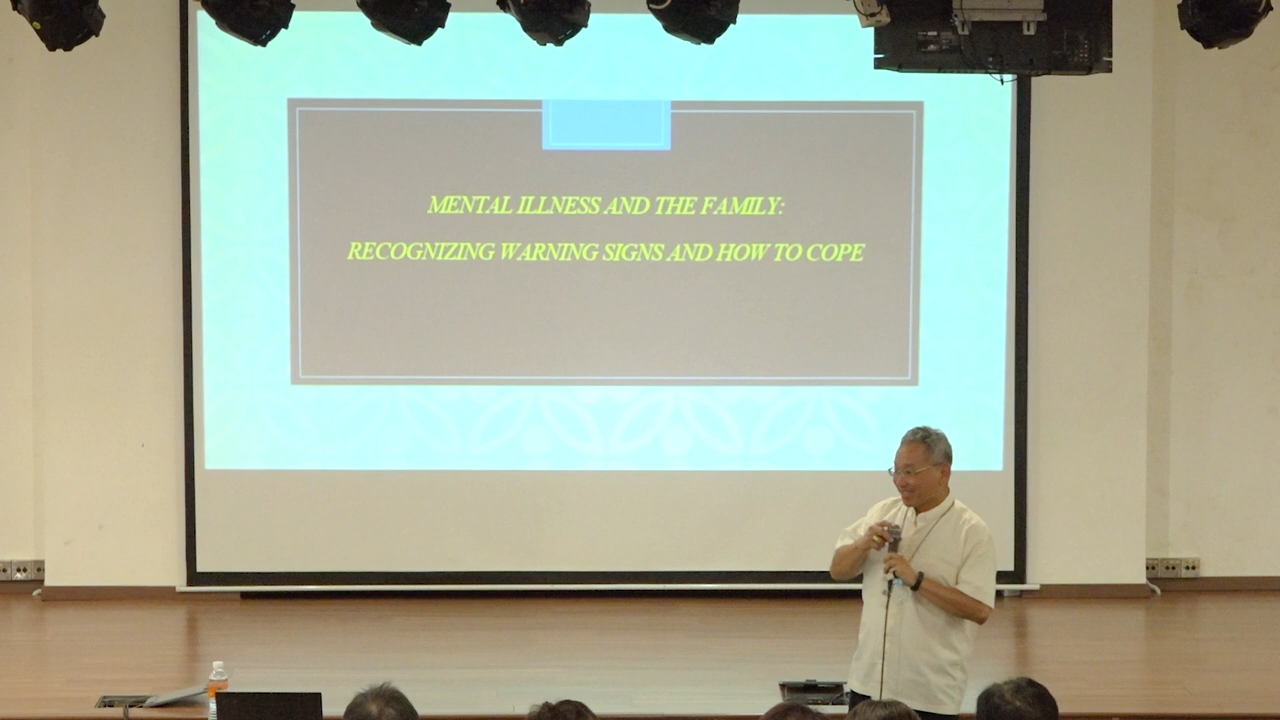 MENTAL ILLNESS AND THE FAMILY:
RECOGNIZING WARNING SIGNS AND HOW TO COPE